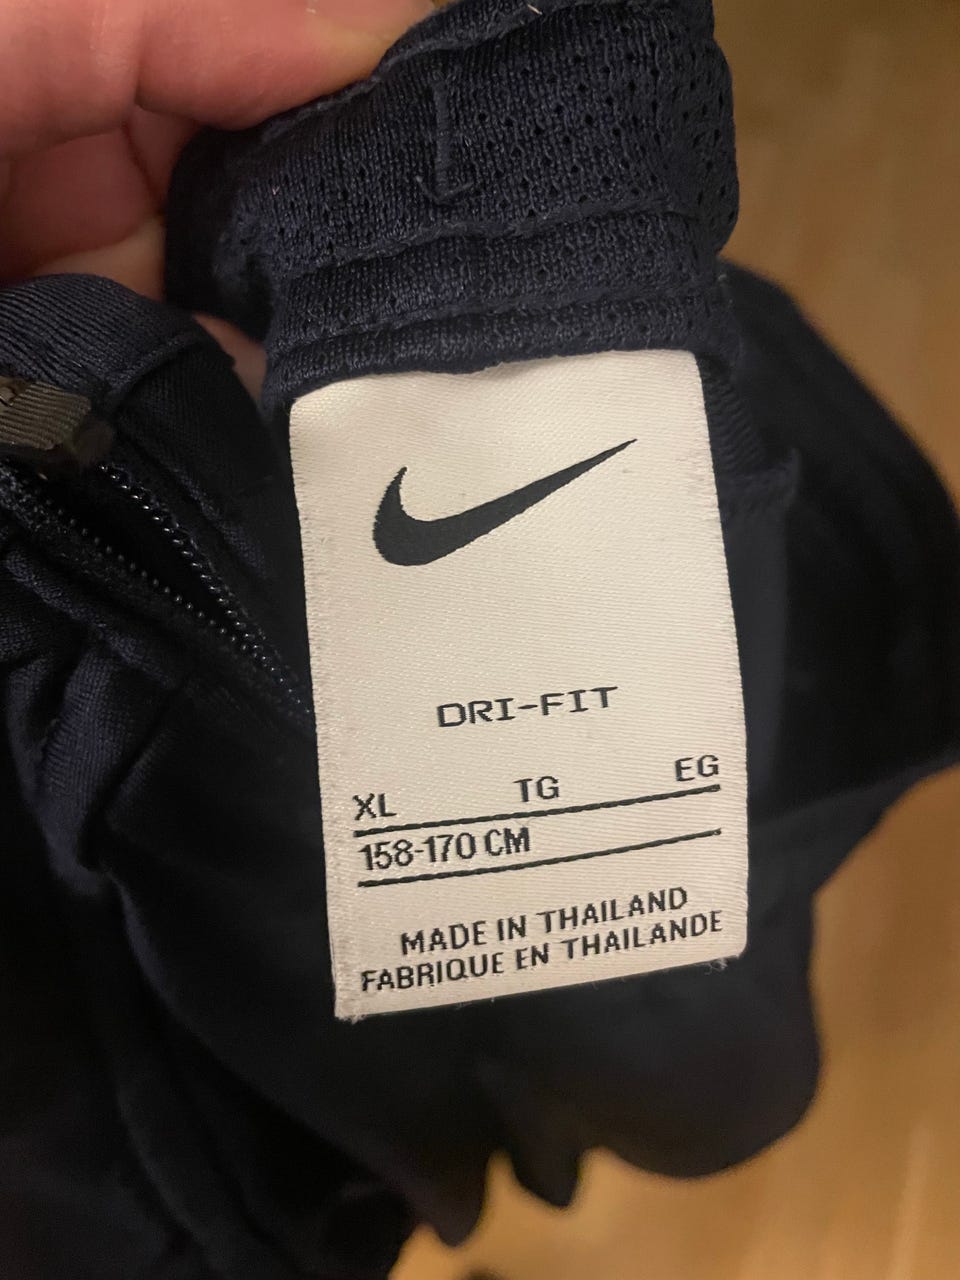 DRI-FIT
XL TG EG
158-170 CM
MADE IN THAILAND
FABRIQUE EN THAILANDE